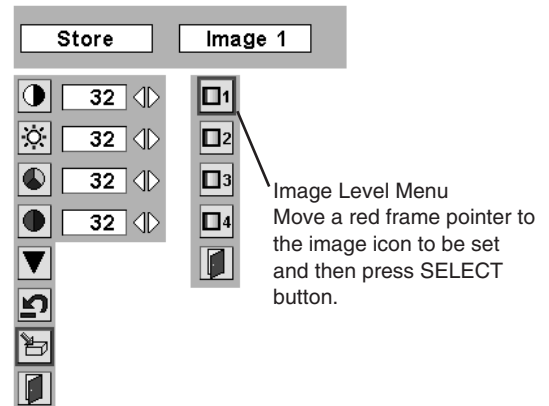 Store Image 1
32 1
32 2
32 3
32 4
Image Level Menu
Move a red frame pointer to
the image icon to be set
and then press SELECT
button.